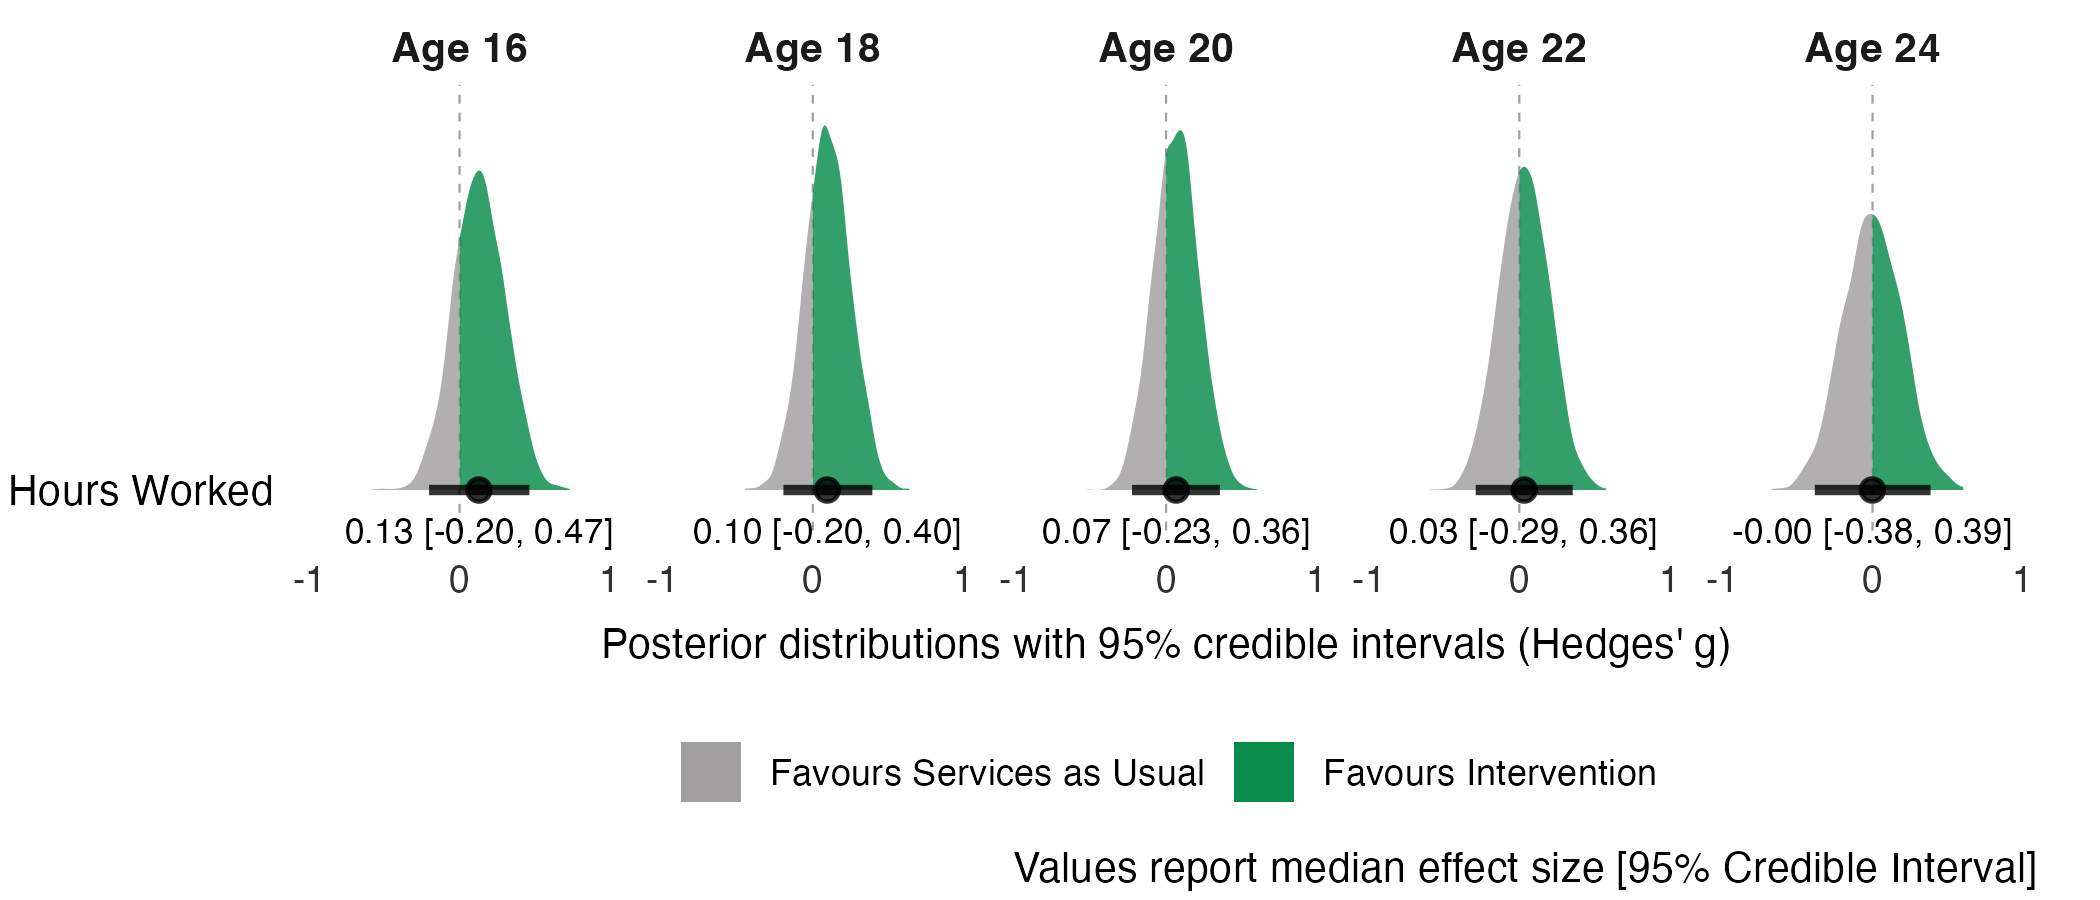 Age 16 Age 18 Age 20 Age 22 Age 24
Hours Worked
0.13 [-0.20, 0.47] 0.10 [-0.20, 0.40] 0.07 [-0.23, 0.36] 0.03 [-0.29, 0.36] -0.00 [-0.38, 0.39]
-1 0 1 -1 0 1 -1 0 1 -1 0 1 -1 0 1
Posterior distributions with 95% credible intervals (Hedges' g)
Favours Services as Usual Favours Intervention
Values report median effect size [95% Credible Interval]